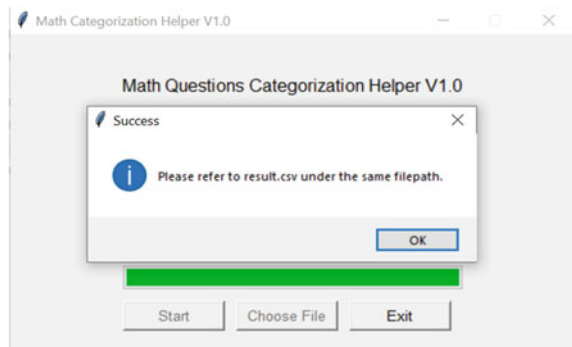 Math Categorization Helper V1.0
Math Questions Categorization Helper V1.0
Success
Please refer to result.csv under the same filepath.
OK
Start
Choose File
Exit